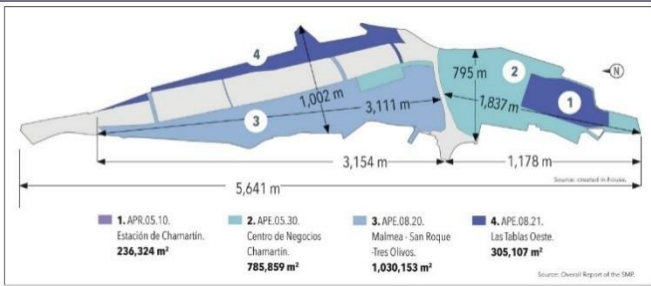 4
795 m
2
N
1,002 m
3,111 m
1,837m
1
3
3,154 m
1,178 m
Source: created in-house.
5,641 m
1. APR.05.10.
Estación de Chamartín.
236,324 m²
2. APE.05.30.
Centro de Negocios
Chamartín.
785,859 m²
3. APE.08.20.
Malmea - San Roque
-Tres Olivos.
1,030,153 m²
4. APE.08.21.
Las Tablas Oeste.
305,107 m²
Source: Overall Report of the SMP.